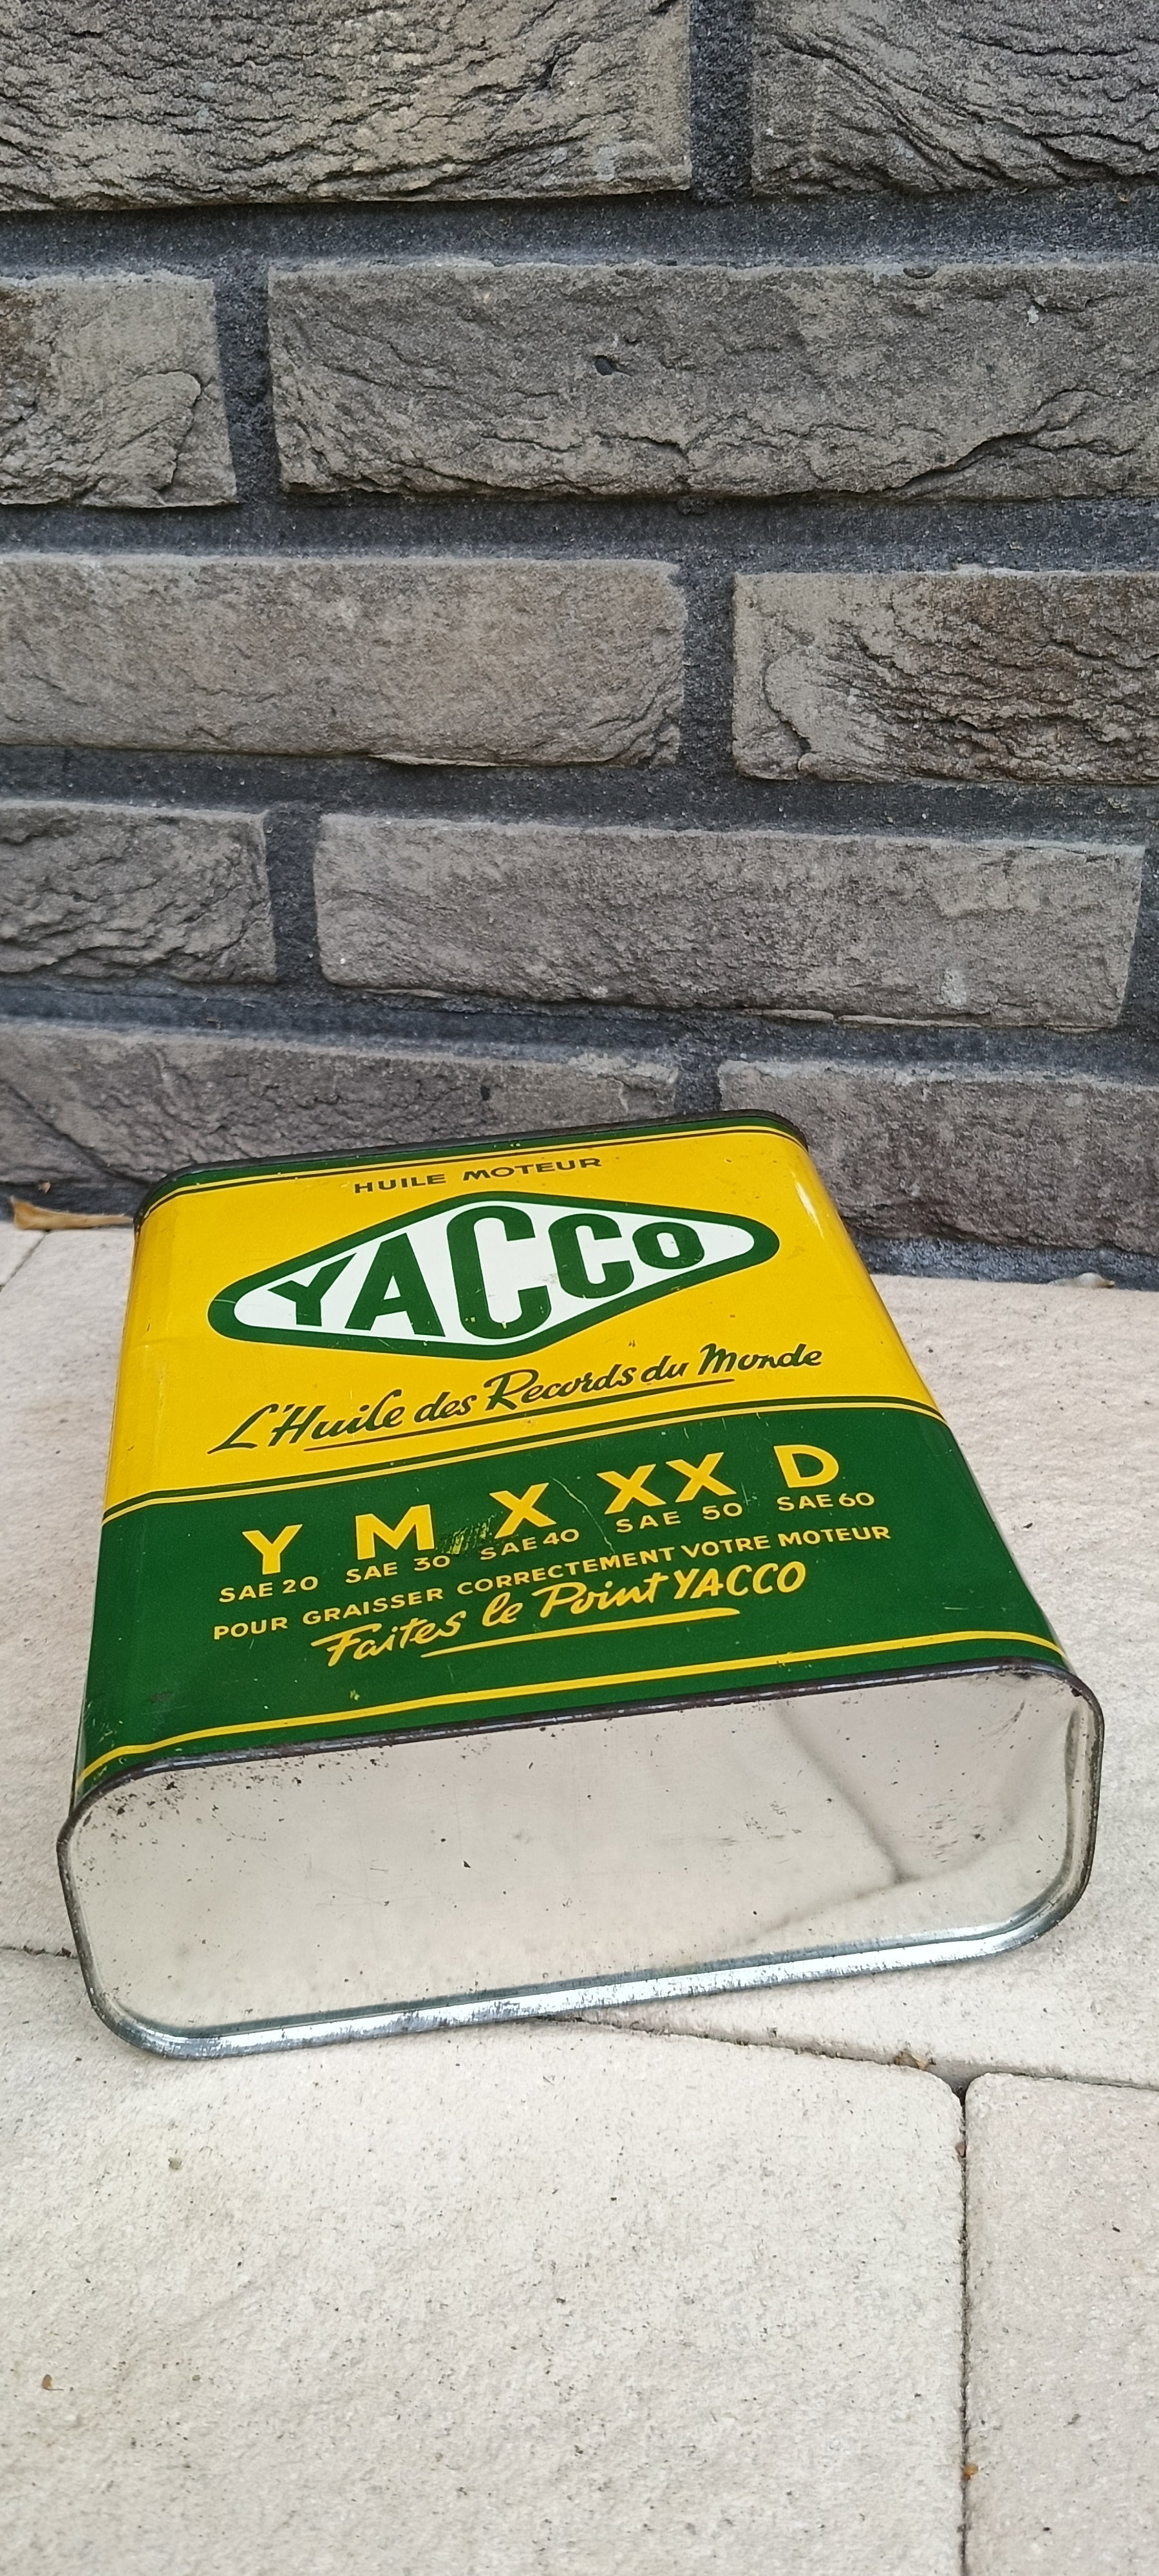 HUILE MOTEUR
YACCO
L'Huile des Records du Monde
Y M X XX D
SAE 20 SAE 30 SAE 40 SAE 50 SAE 60
POUR GRAISSER CORRECTEMENT VOTRE MOTEUR
Faites le Point YACCO